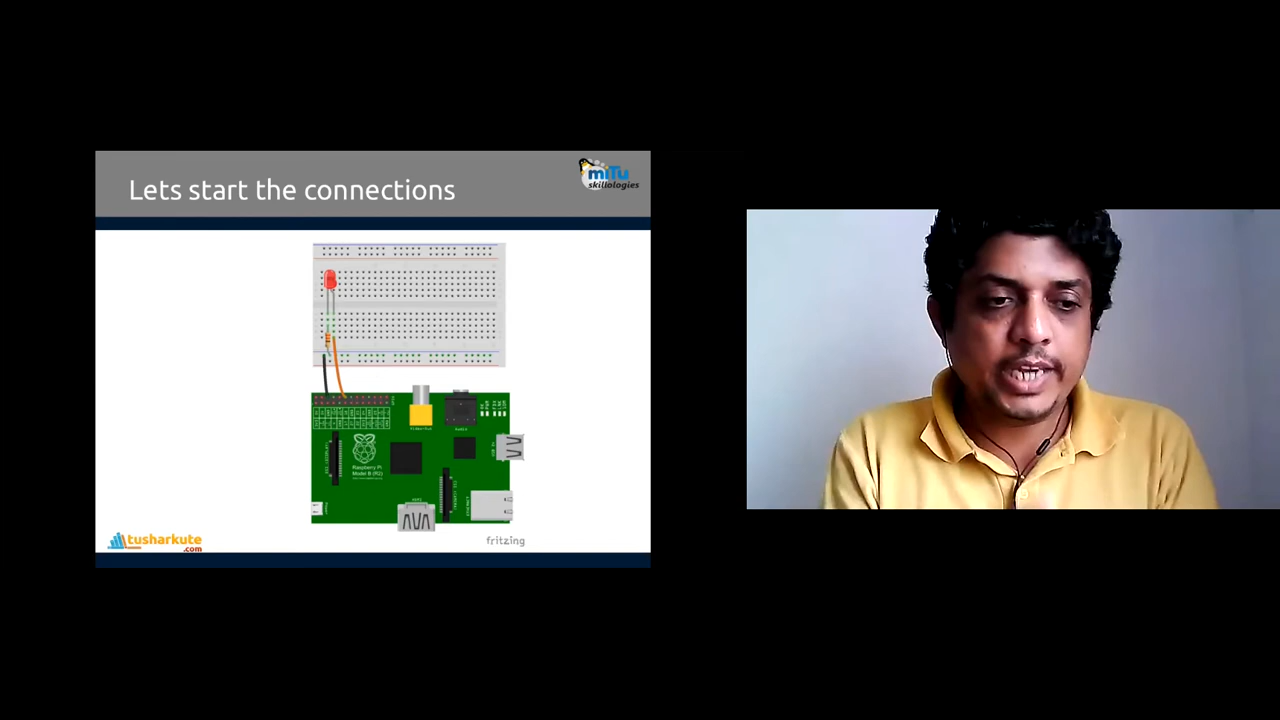 Lets start the connections
miTu
skillologies
Raspberry Pi
Model B (R2)
fritzing
tusharkute
.com